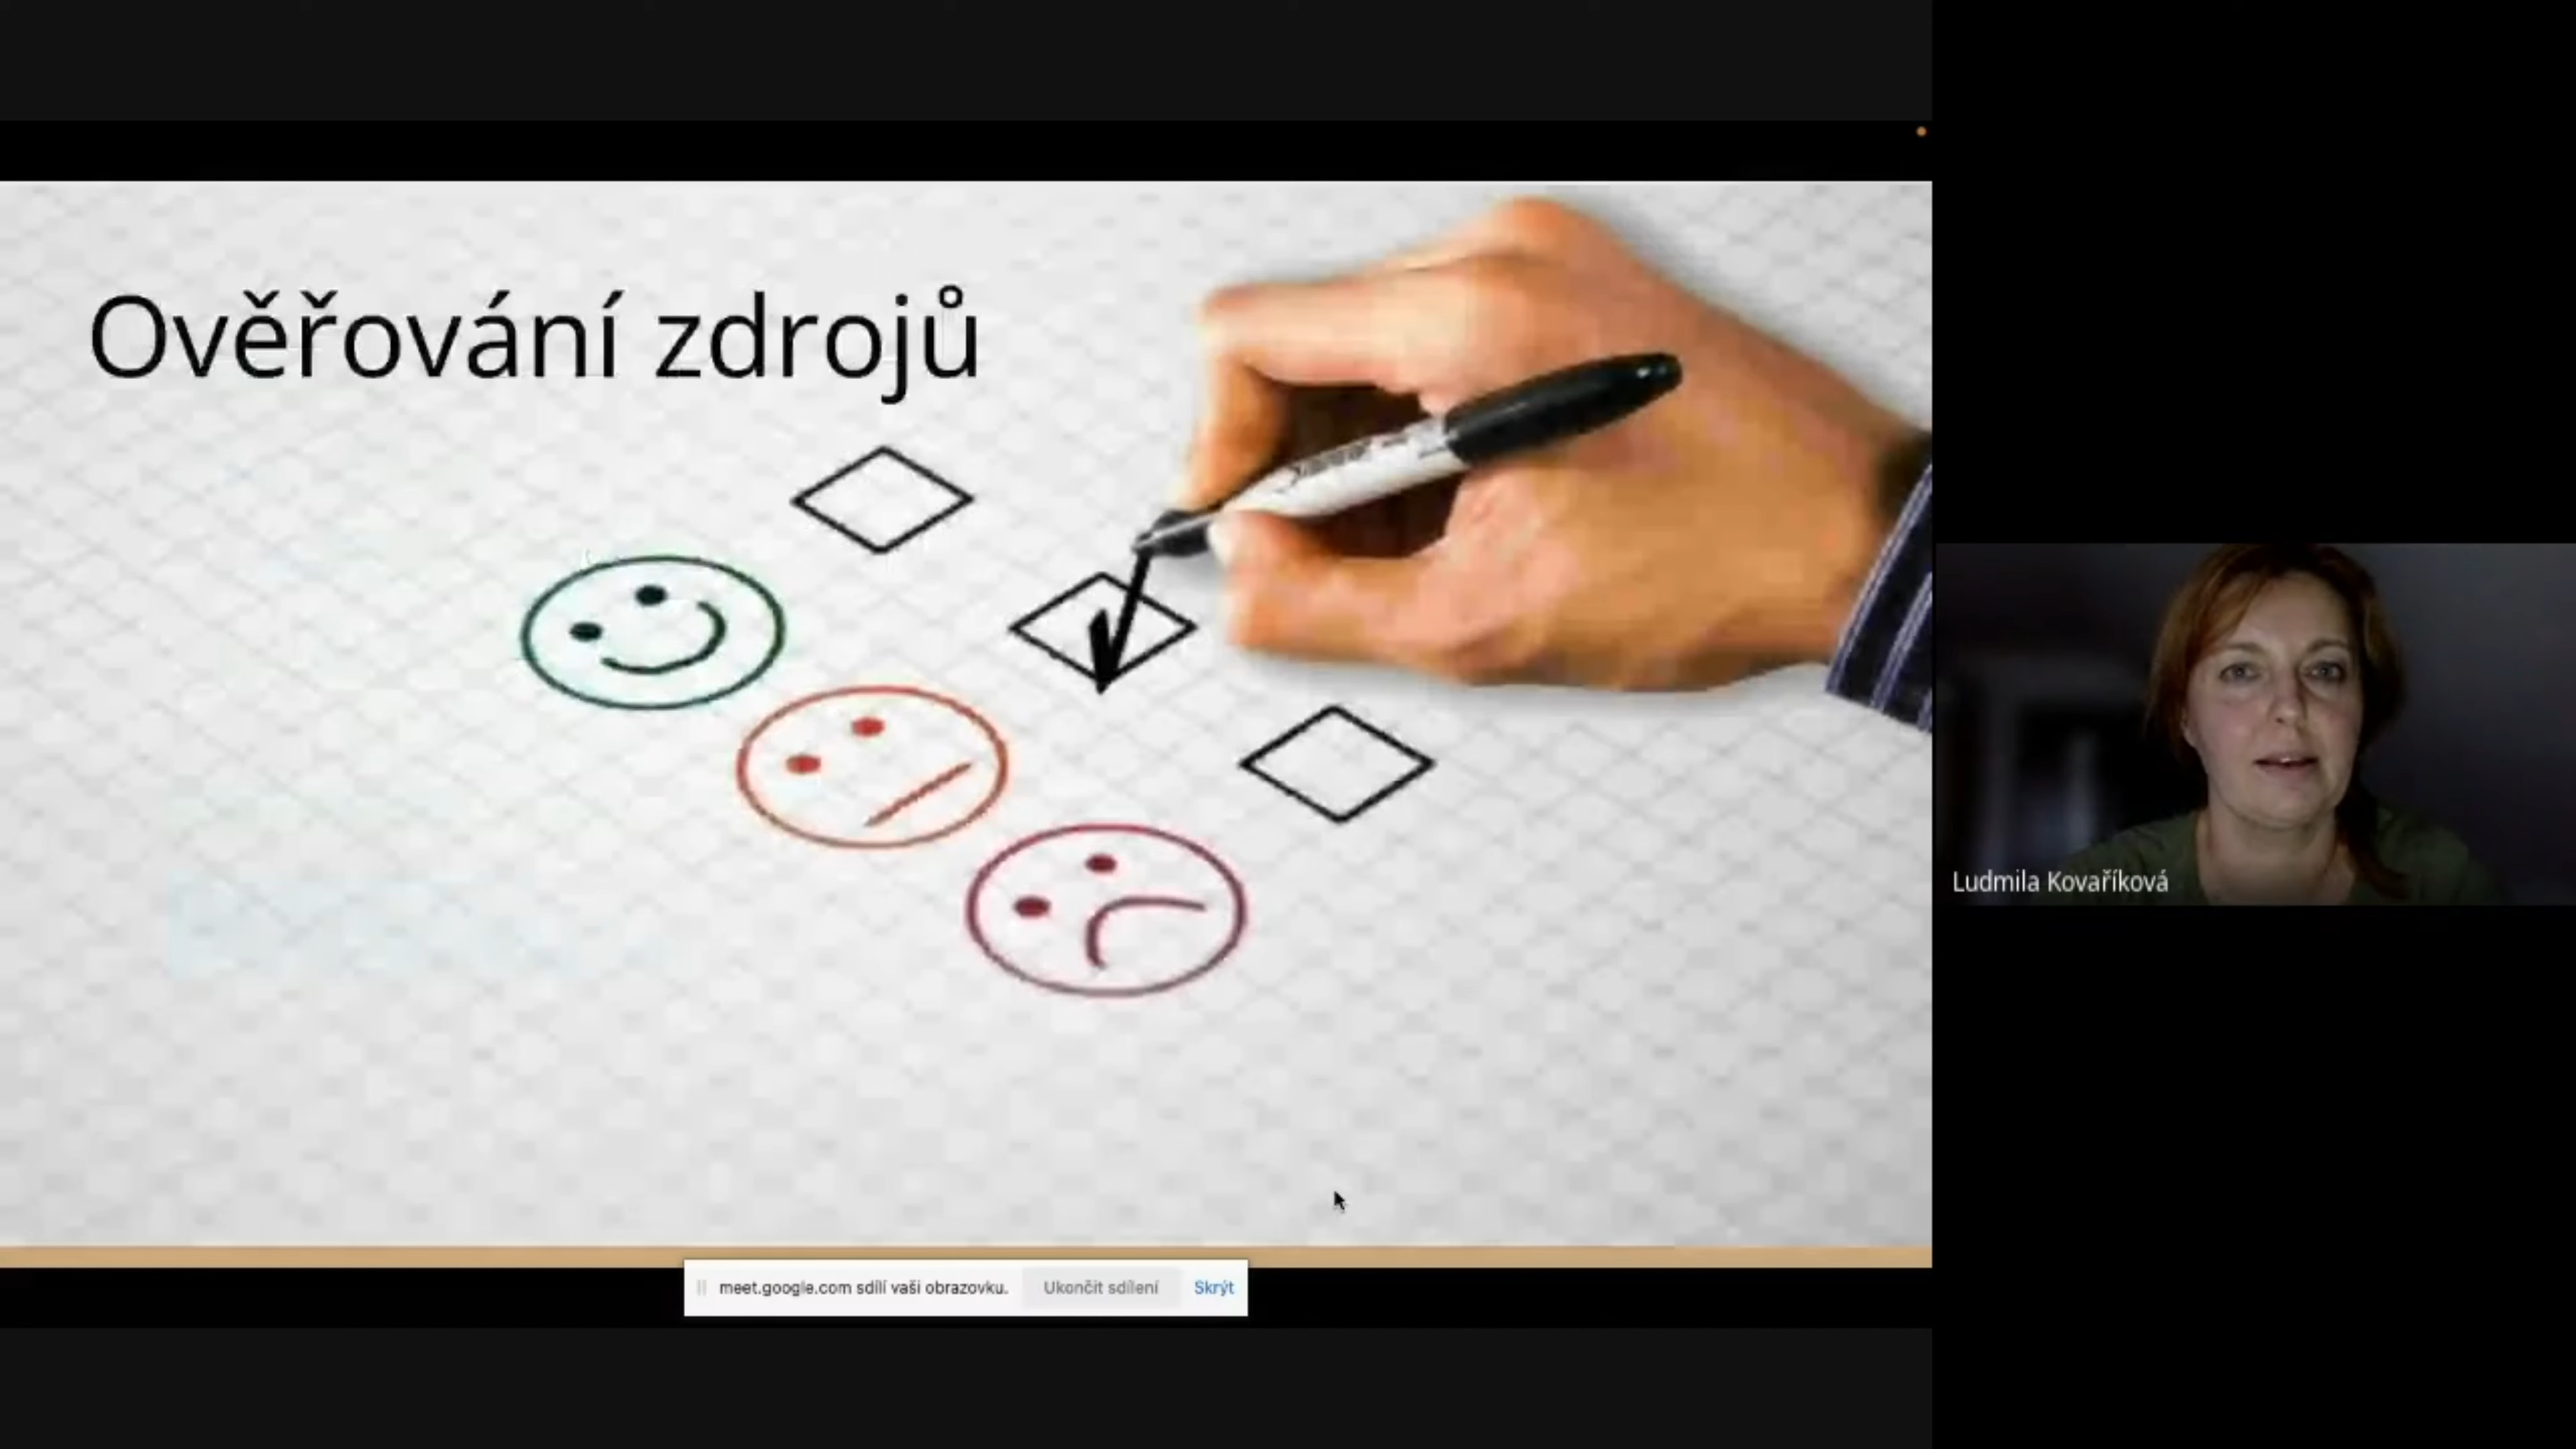 Ověřování zdrojů
Ludmila Kovaříková
meet.google.com sdílí vaši obrazovku. Ukončit sdílení Skrýt